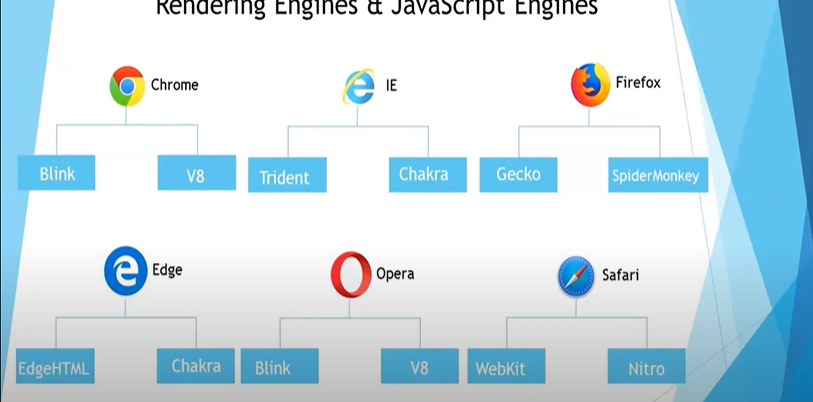 Rendering Engines & JavaScript Engines
Chrome
IE
Firefox
Blink
V8
Trident
Chakra
Gecko
SpiderMonkey
Edge
Opera
Safari
EdgeHTML
Chakra
Blink
V8
WebKit
Nitro